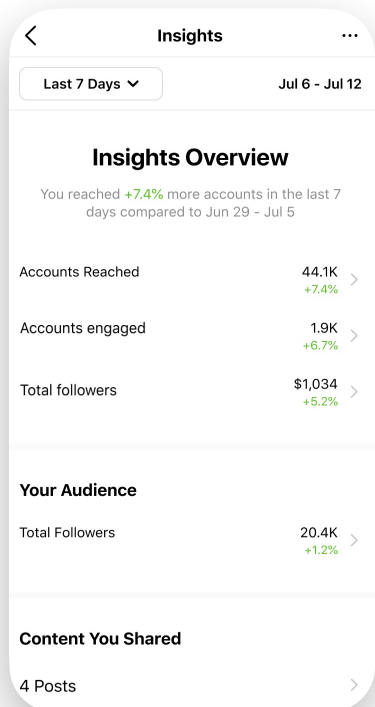 Insights
...
Last 7 Days
Jul 6 - Jul 12
Insights Overview
You reached +7.4% more accounts in the last 7
days compared to Jun 29 - Jul 5
Accounts Reached
44.1K
+7.4%
Accounts engaged
1.9K
+6.7%
Total followers
$1,034
+5.2%
Your Audience
Total Followers
20.4K
+1.2%
Content You Shared
4 Posts